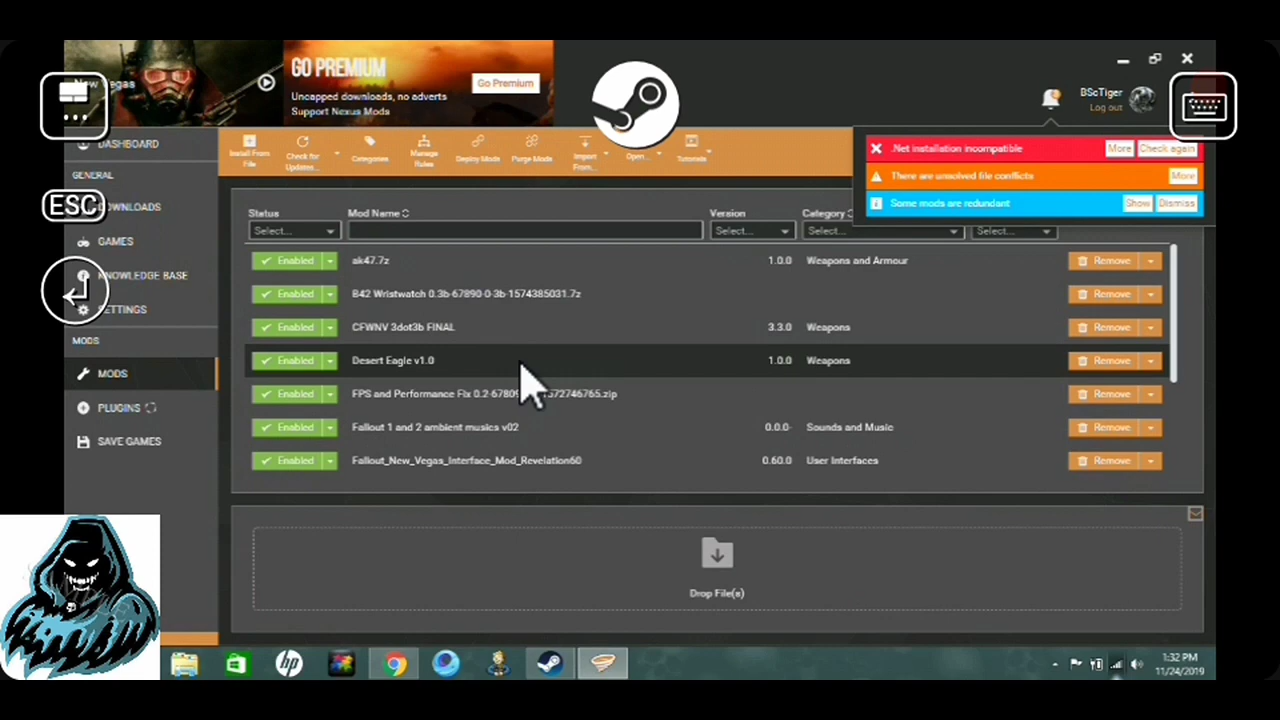 New Vegas
GO PREMIUM
Uncapped downloads, no adverts
Support Nexus Mods
Go Premium
BScTiger
Log out
ESC
DASHBOARD
GENERAL
DOWNLOADS
GAMES
KNOWLEDGE BASE
SETTINGS
MODS
MODS
PLUGINS
SAVE GAMES
Install From File
Check for Updates...
Categories
Manage Rules
Deploy Mods
Purge Mods
Import From...
Open...
Tutorials
.Net installation incompatible More Check again
There are unsolved file conflicts More
Some mods are redundant Show Dismiss
Status Mod Name Version Category
Select... Select... Select... Select...
Enabled ak47.7z 1.0.0 Weapons and Armour Remove
Enabled B42 Wristwatch 0.3b-67890-0-3b-1574385031.7z Remove
Enabled CFWNV 3dot3b FINAL 3.3.0 Weapons Remove
Enabled Desert Eagle v1.0 1.0.0 Weapons Remove
Enabled FPS and Performance Fix Remove
Enabled Fallout 1 and 2 ambient musics v02 0.0.0- Sounds and Music Remove
Enabled Fallout_New_Vegas_Interface_Mod_Revelation60 0.60.0 User Interfaces Remove
Drop File(s)
hp
1:32 PM
11/24/2019